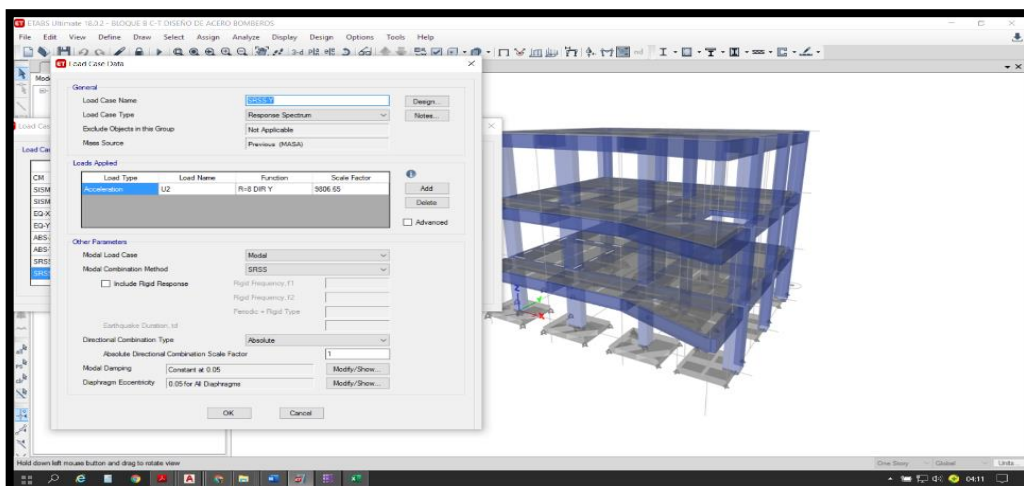 ETABS Ultimate 18.0.2 - BLOQUE B C-T DISEÑO DE ACERO BOMBEROS
File Edit View Define Draw Select Assign Analyze Display Design Options Tools Help
Load Case Data
General
Load Case Name SRSS Y Design...
Load Case Type Response Spectrum Notes...
Exclude Objects in this Group Not Applicable
Mass Source Previous (MASA)
Loads Applied
Load Type Load Name Function Scale Factor
Acceleration U2 R=8 DIR Y 9806.65
Add
Delete
Advanced
Other Parameters
Modal Load Case Modal
Modal Combination Method SRSS
Include Rigid Response Rigid Frequency, f1
Rigid Frequency, f2
Periodic + Rigid Type
Earthquake Duration, td
Directional Combination Type Absolute
Absolute Directional Combination Scale Factor 1
Modal Damping Constant at 0.05 Modify/Show...
Diaphragm Eccentricity 0.05 for All Diaphragms Modify/Show...
OK Cancel
CM
SISM
SISM
EQ-X
EQ-Y
ABS-
ABS-
SRSS
SRSS
Z
X
Hold down left mouse button and drag to rotate view
One Story Global Units...
04:11